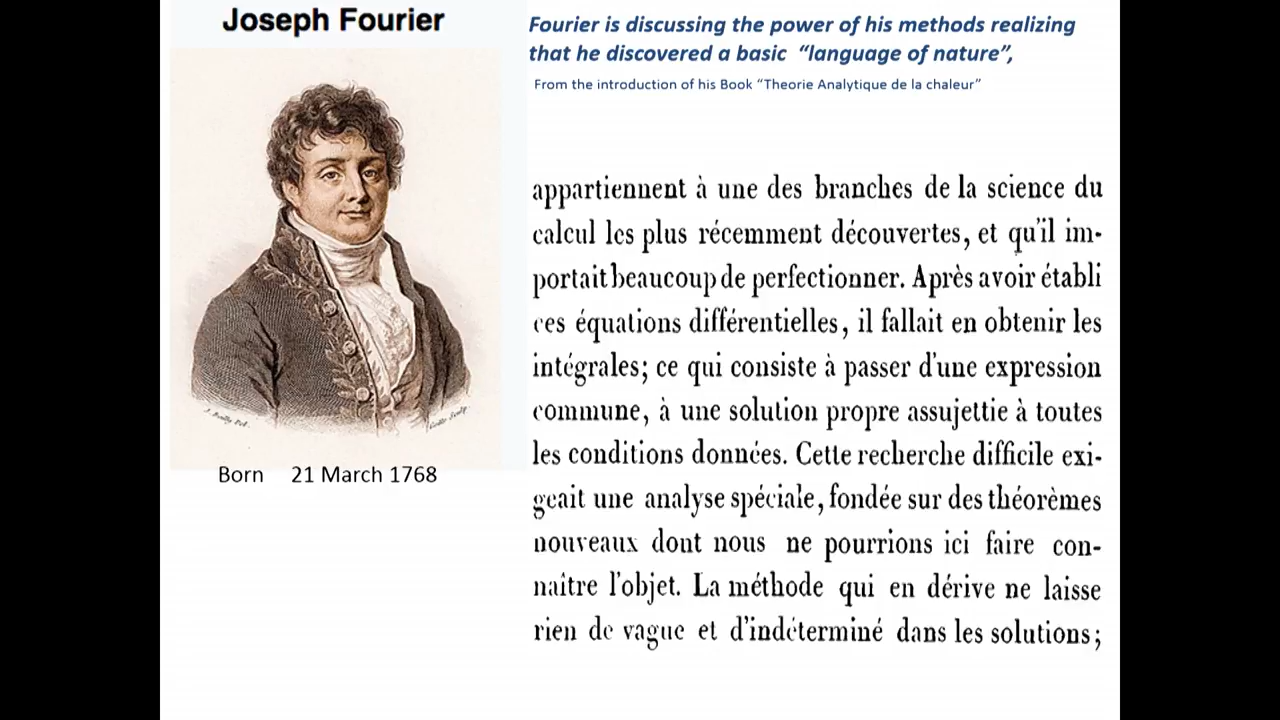 Joseph Fourier
Born 21 March 1768
Fourier is discussing the power of his methods realizing
that he discovered a basic “language of nature”,
From the introduction of his Book “Theorie Analytique de la chaleur”
appartiennent à une des branches de la science du
calcul les plus récemment découvertes, et qu'il im-
portait beaucoup de perfectionner. Après avoir établi
ces équations différentielles, il fallait en obtenir les
intégrales; ce qui consiste à passer d'une expression
commune, à une solution propre assujettie à toutes
les conditions données. Cette recherche difficile exi-
geait une analyse spéciale, fondée sur des théorèmes
nouveaux dont nous ne pourrions ici faire con-
naître l'objet. La méthode qui en dérive ne laisse
rien de vague et d'indéterminé dans les solutions;